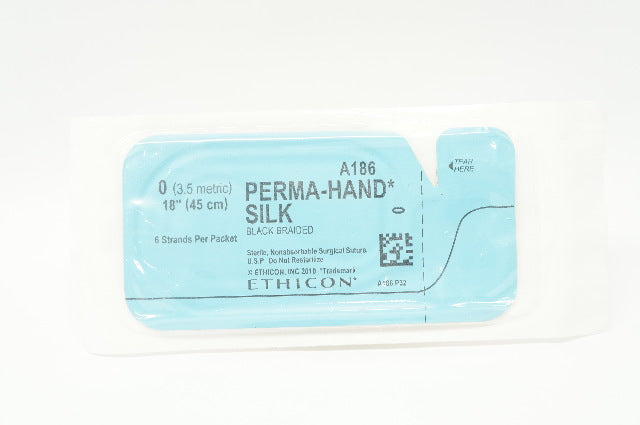 A186
TEAR
HERE
0 (3.5 metric)
18" (45 cm)
PERMA-HAND*
SILK
BLACK BRAIDED
0
6 Strands Per Packet
Sterile, Nonabsorbable Surgical Suture
U.S.P. Do Not Resterilize
© ETHICON, INC 2010 *Trademark
ETHICON*
A186 P32